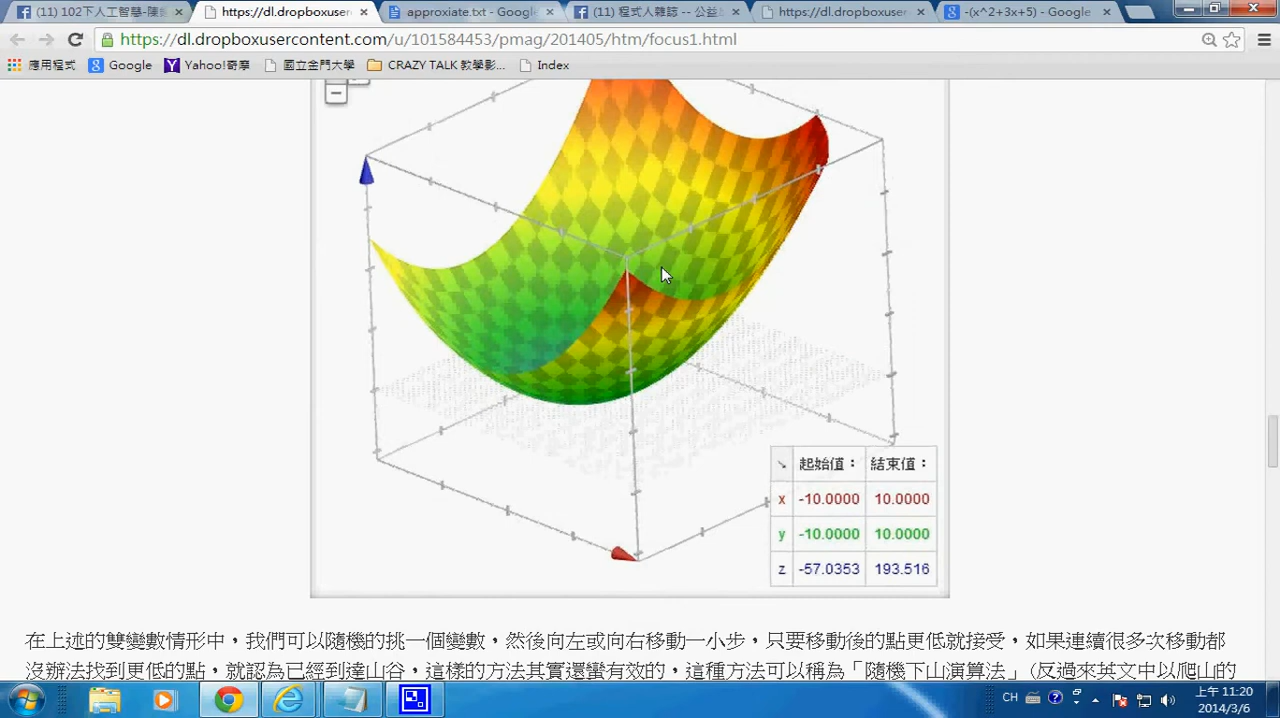 (11) 102下人工智慧-陳
https://dl.dropboxuser
approxiate.txt - Google
(11) 程式人雜誌 -- 公益
https://dl.dropboxuser
-(x^2+3x+5) - Google
https://dl.dropboxusercontent.com/u/101584453/pmag/201405/htm/focus1.html
應用程式
Google
Yahoo!奇摩
國立金門大學
CRAZY TALK 教學影...
Index
起始值： 結束值：
x -10.0000 10.0000
y -10.0000 10.0000
z -57.0353 193.516
在上述的雙變數情形中，我們可以隨機的挑一個變數，然後向左或向右移動一小步，只要移動後的點更低就接受，如果連續很多次移動都
沒辦法找到更低的點，就認為已經到達山谷，這樣的方法其實還蠻有效的，這種方法可以稱為「隨機下山演算法」(反過來英文中以爬山的
CH
上午 11:20
2014/3/6